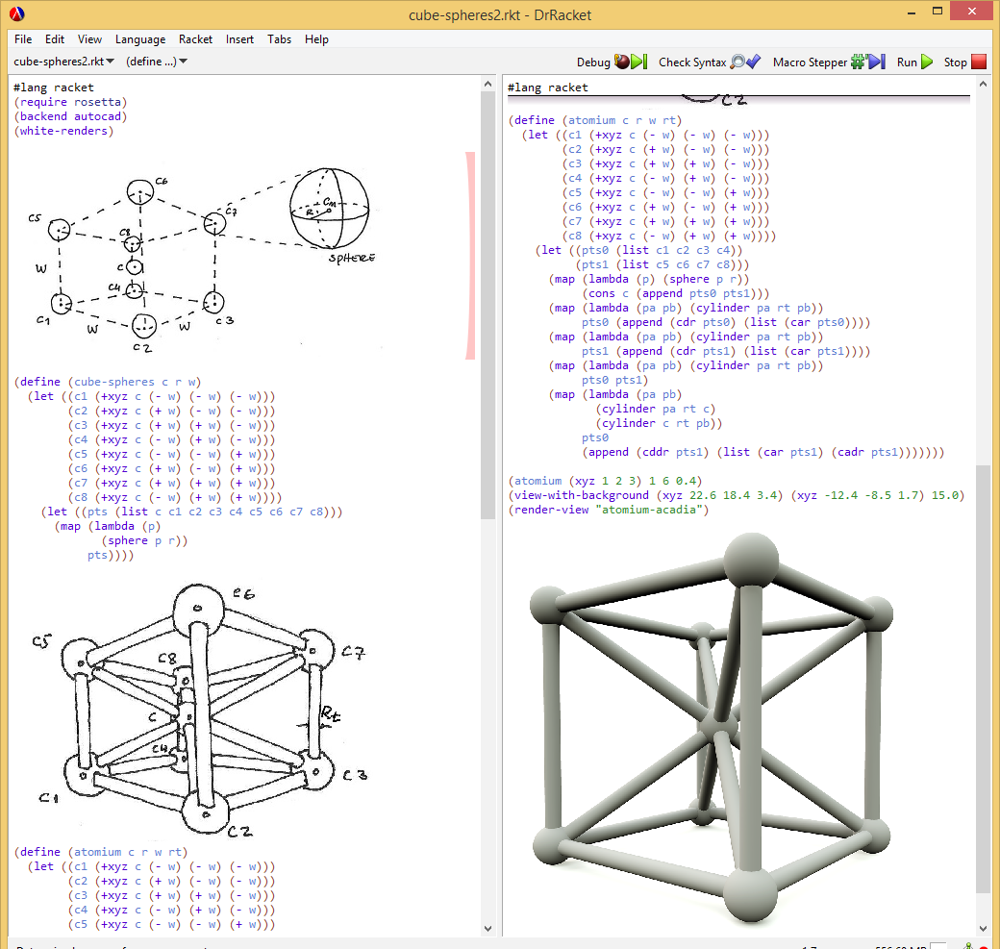 cube-spheres2.rkt - DrRacket
File Edit View Language Racket Insert Tabs Help
cube-spheres2.rkt (define ...) Debug Check Syntax Macro Stepper Run Stop
#lang racket
(require rosetta)
(backend autocad)
(white-renders)
C6
C5
C7
Cm
R
C8
SPHERE
W
C
C4
C1
C3
W
W
C2
(define (cube-spheres c r w)
(let ((c1 (+xyz c (- w) (- w) (- w)))
(c2 (+xyz c (+ w) (- w) (- w)))
(c3 (+xyz c (+ w) (+ w) (- w)))
(c4 (+xyz c (- w) (+ w) (- w)))
(c5 (+xyz c (- w) (- w) (+ w)))
(c6 (+xyz c (+ w) (- w) (+ w)))
(c7 (+xyz c (+ w) (+ w) (+ w)))
(c8 (+xyz c (- w) (+ w) (+ w))))
(let ((pts (list c c1 c2 c3 c4 c5 c6 c7 c8)))
(map (lambda (p)
(sphere p r))
pts))))
C6
C5
C8
C7
C
Rt
C4
C1
C3
C2
(define (atomium c r w rt)
(let ((c1 (+xyz c (- w) (- w) (- w)))
(c2 (+xyz c (+ w) (- w) (- w)))
(c3 (+xyz c (+ w) (+ w) (- w)))
(c4 (+xyz c (- w) (+ w) (- w)))
(c5 (+xyz c (- w) (- w) (+ w)))
#lang racket
C2
(define (atomium c r w rt)
(let ((c1 (+xyz c (- w) (- w) (- w)))
(c2 (+xyz c (+ w) (- w) (- w)))
(c3 (+xyz c (+ w) (+ w) (- w)))
(c4 (+xyz c (- w) (+ w) (- w)))
(c5 (+xyz c (- w) (- w) (+ w)))
(c6 (+xyz c (+ w) (- w) (+ w)))
(c7 (+xyz c (+ w) (+ w) (+ w)))
(c8 (+xyz c (- w) (+ w) (+ w))))
(let ((pts0 (list c1 c2 c3 c4))
(pts1 (list c5 c6 c7 c8)))
(map (lambda (p) (sphere p r))
(cons c (append pts0 pts1)))
(map (lambda (pa pb) (cylinder pa rt pb))
pts0 (append (cdr pts0) (list (car pts0))))
(map (lambda (pa pb) (cylinder pa rt pb))
pts1 (append (cdr pts1) (list (car pts1))))
(map (lambda (pa pb) (cylinder pa rt pb))
pts0 pts1)
(map (lambda (pa pb)
(cylinder pa rt c)
(cylinder c rt pb))
pts0
(append (cddr pts1) (list (car pts1) (cadr pts1)))))))
(atomium (xyz 1 2 3) 1 6 0.4)
(view-with-background (xyz 22.6 18.4 3.4) (xyz -12.4 -8.5 1.7) 15.0)
(render-view "atomium-acadia")